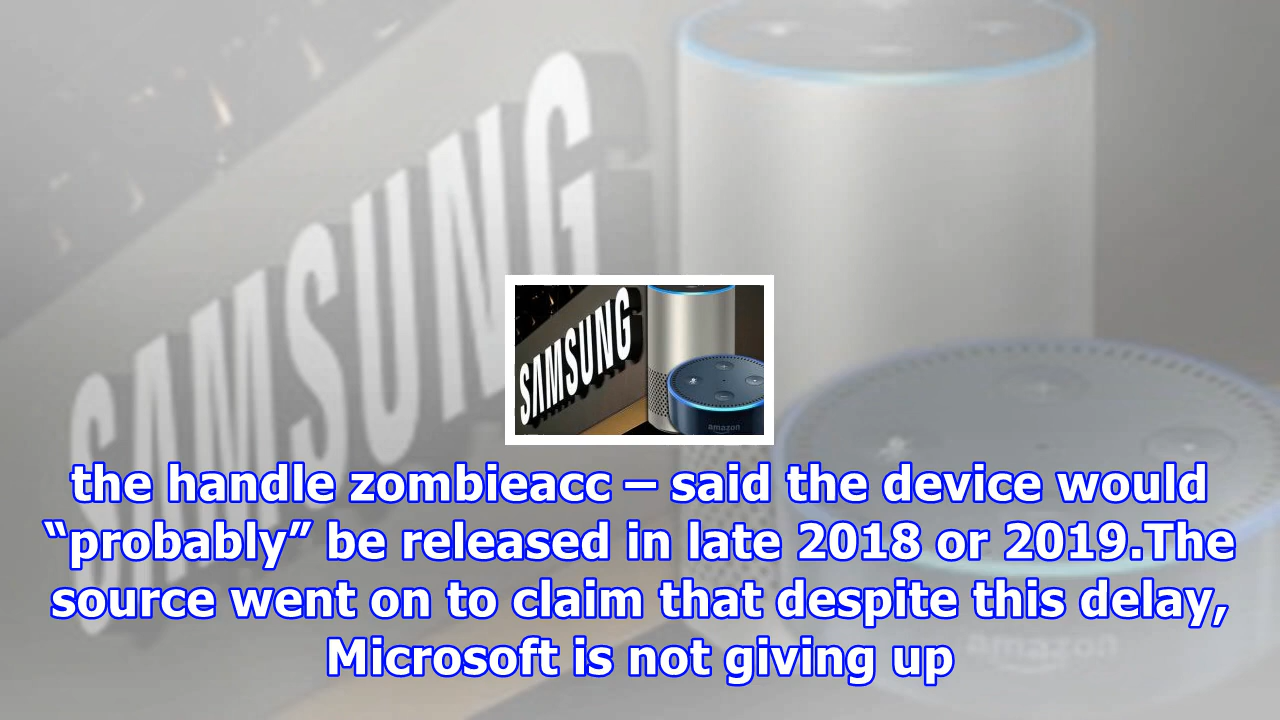 SAMSUNG
SAMSUNG
amazon
the handle zombieacc – said the device would
“probably” be released in late 2018 or 2019.The
source went on to claim that despite this delay,
Microsoft is not giving up
amazon